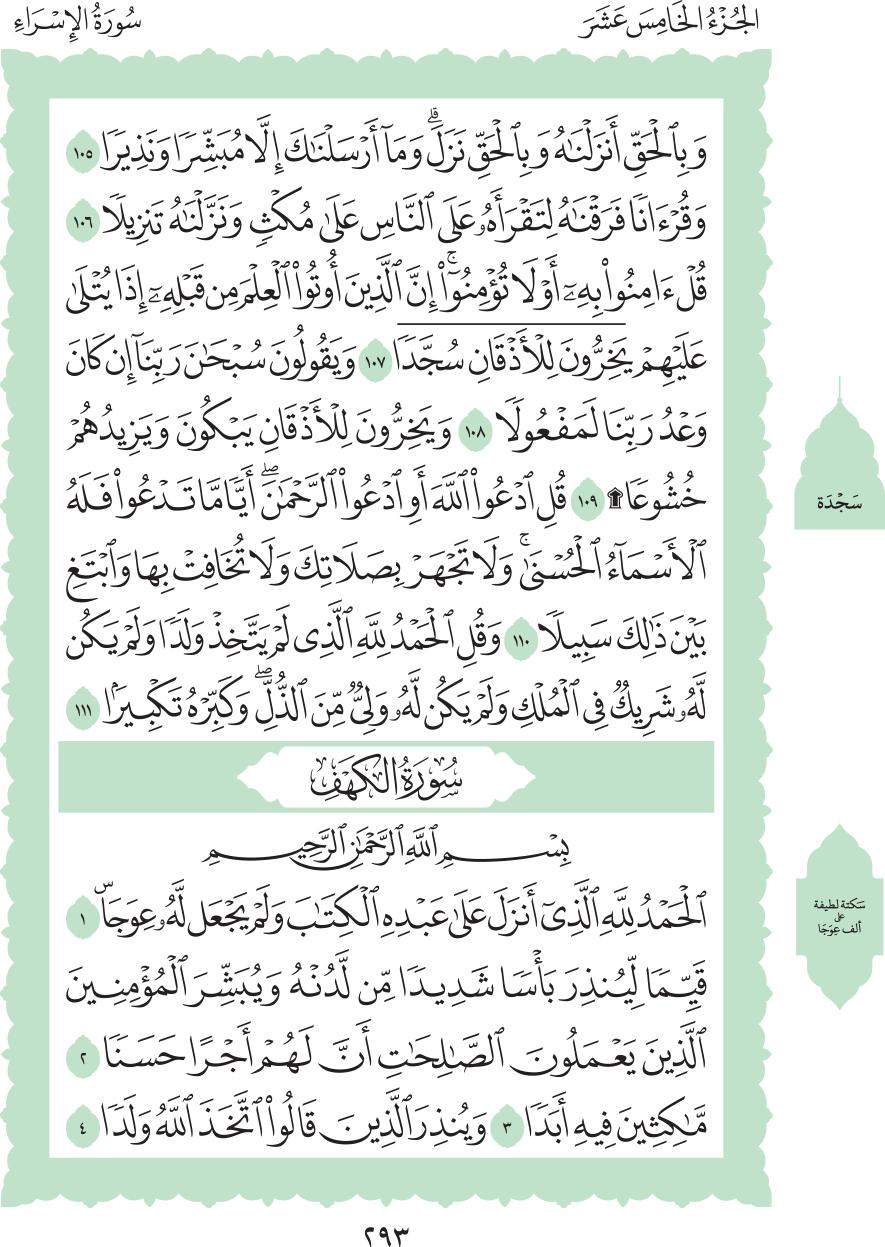 الجُزْءُ الخَامِسَ عَشَرَ
سُورَةُ الإِسْرَاءِ
وَبِٱلْحَقِّ أَنزَلْنَٰهُ وَبِٱلْحَقِّ نَزَلَۗ وَمَآ أَرْسَلْنَٰكَ إِلَّا مُبَشِّرٗا وَنَذِيرٗا ١٠٥
وَقُرْءَانٗا فَرَقْنَٰهُ لِتَقْرَأَهُۥ عَلَى ٱلنَّاسِ عَلَىٰ مُكْثٖ وَنَزَّلْنَٰهُ تَنزِيلٗا ١٠٦
قُلْ ءَامِنُوا۟ بِهِۦٓ أَوْ لَا تُؤْمِنُوٓا۟ۚ إِنَّ ٱلَّذِينَ أُوتُوا۟ ٱلْعِلْمَ مِن قَبْلِهِۦٓ إِذَا يُتْلَىٰ
عَلَيْهِمْ يَخِرُّونَ لِلْأَذْقَانِ سُجَّدٗا ١٠٧ وَيَقُولُونَ سُبْحَٰنَ رَبِّنَآ إِن كَانَ
وَعْدُ رَبِّنَا لَمَفْعُولٗا ١٠٨ وَيَخِرُّونَ لِلْأَذْقَانِ يَبْكُونَ وَيَزِيدُهُمْ
خُشُوعٗا ۩ ١٠٩ قُلِ ٱدْعُوا۟ ٱللَّهَ أَوِ ٱدْعُوا۟ ٱلرَّحْمَٰنَۖ أَيّٗا مَّا تَدْعُوا۟ فَلَهُ
ٱلْأَسْمَآءُ ٱلْحُسْنَىٰۚ وَلَا تَجْهَرْ بِصَلَاتِكَ وَلَا تُخَافِتْ بِهَا وَٱبْتَغِ
بَيْنَ ذَٰلِكَ سَبِيلٗا ١١٠ وَقُلِ ٱلْحَمْدُ لِلَّهِ ٱلَّذِى لَمْ يَتَّخِذْ وَلَدٗا وَلَمْ يَكُن
لَّهُۥ شَرِيكٞ فِى ٱلْمُلْكِ وَلَمْ يَكُن لَّهُۥ وَلِىّٞ مِّنَ ٱلذُّلِّۖ وَكَبِّرْهُ تَكْبِيرَۢا ١١١
سُورَةُ الكَهْفِ
بِسْمِ ٱللَّهِ ٱلرَّحْمَٰنِ ٱلرَّحِيمِ
ٱلْحَمْدُ لِلَّهِ ٱلَّذِىٓ أَنزَلَ عَلَىٰ عَبْدِهِ ٱلْكِتَٰبَ وَلَمْ يَجْعَل لَّهُۥ عِوَجَاۜ ١
قَيِّمٗا لِّيُنذِرَ بَأْسٗا شَدِيدٗا مِّن لَّدُنْهُ وَيُبَشِّرَ ٱلْمُؤْمِنِينَ
ٱلَّذِينَ يَعْمَلُونَ ٱلصَّٰلِحَٰتِ أَنَّ لَهُمْ أَجْرًا حَسَنٗا ٢
مَّٰكِثِينَ فِيهِ أَبَدٗا ٣ وَيُنذِرَ ٱلَّذِينَ قَالُوا۟ ٱتَّخَذَ ٱللَّهُ وَلَدٗا ٤
سَجْدَة
سَكتة لطيفة
على
ألف عِوَجَا
٢٩٣